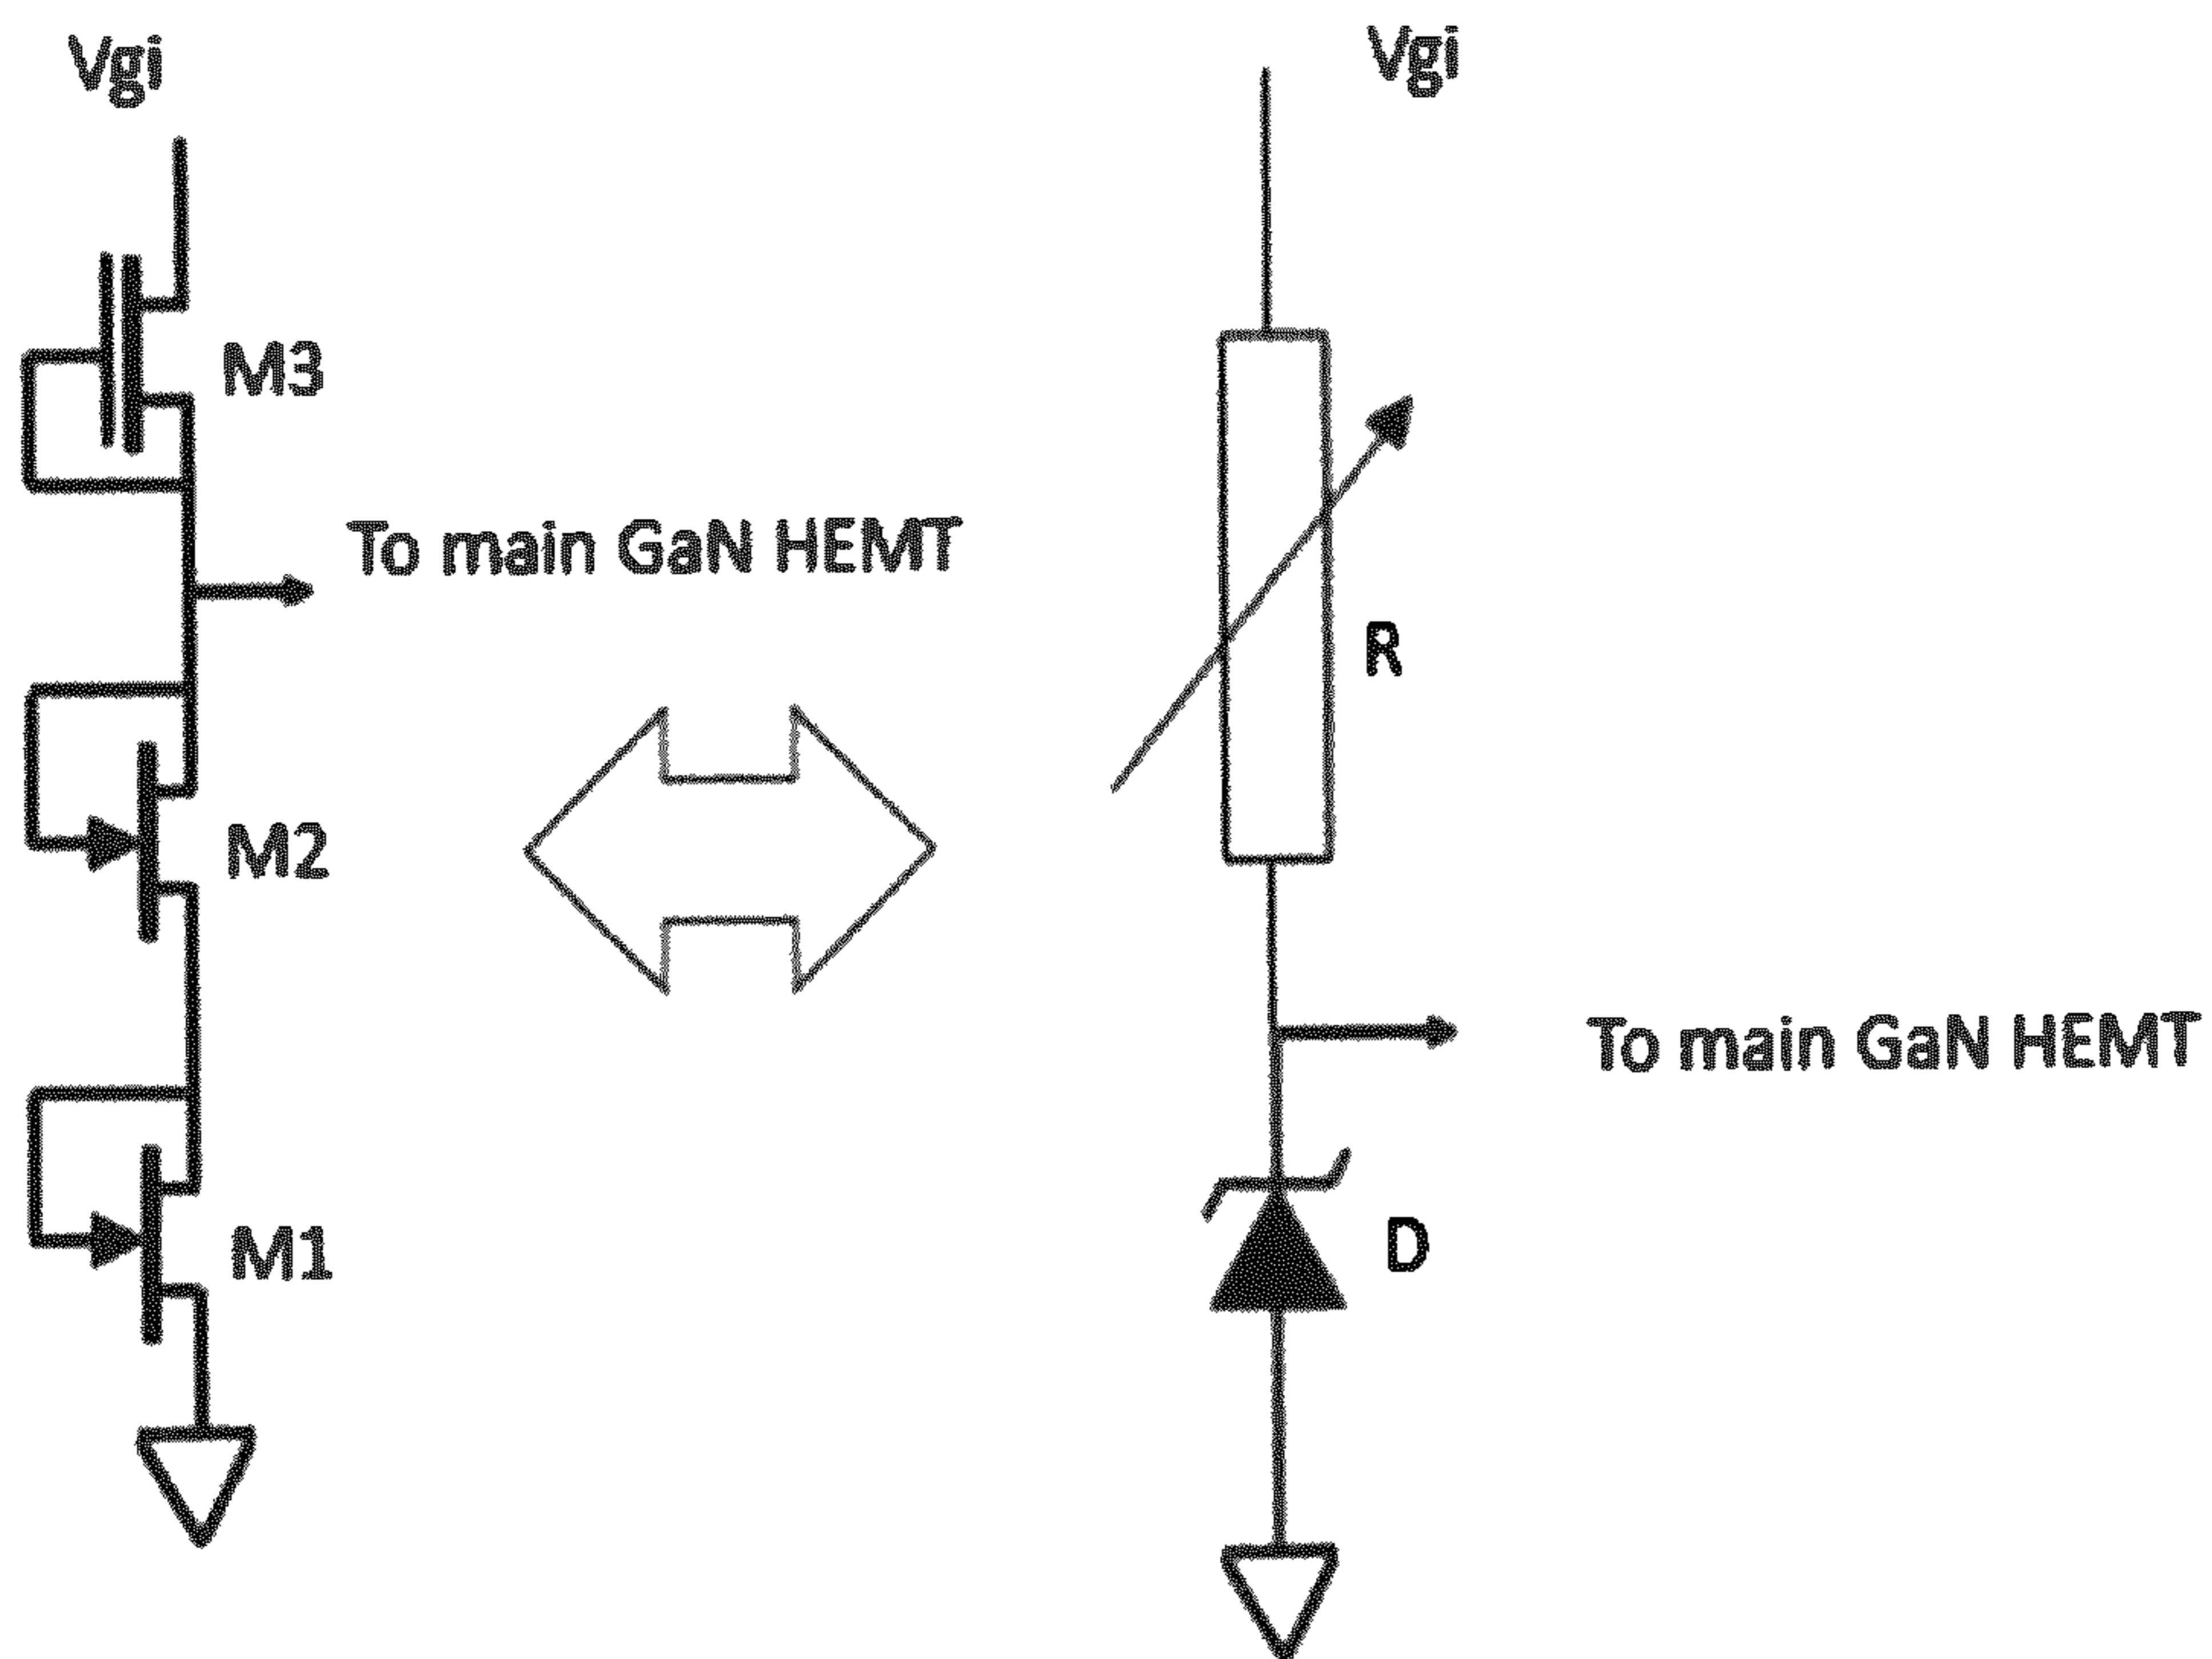 Vgi
M3
To main GaN HEMT
M2
M1
Vgi
R
To main GaN HEMT
D